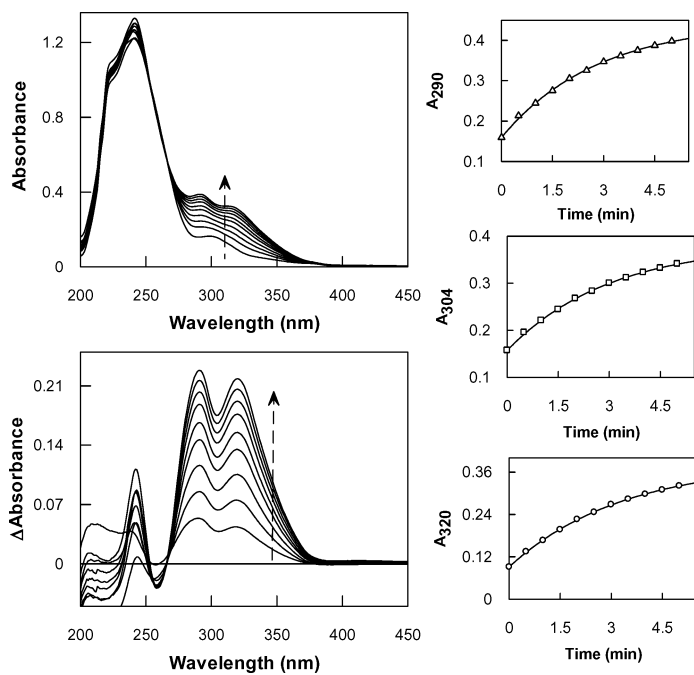 1.2
0.8
0.4
0
Absorbance
200 250 300 350 400 450
Wavelength (nm)
0.21
0.14
0.07
0
ΔAbsorbance
200 250 300 350 400 450
Wavelength (nm)
0.4
0.3
0.2
0.1
A290
0 1.5 3 4.5
Time (min)
0.4
0.3
0.2
0.1
A304
0 1.5 3 4.5
Time (min)
0.36
0.24
0.12
0
A320
0 1.5 3 4.5
Time (min)